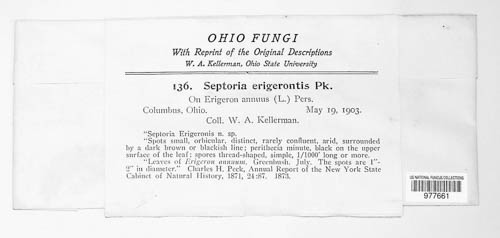 OHIO FUNGI
With Reprint of the Original Descriptions
W. A. Kellerman, Ohio State University
136. Septoria erigerontis Pk.
On Erigeron annuus (L.) Pers.
Columbus, Ohio. May 19, 1903.
Coll. W. A. Kellerman.
"Septoria Erigeronis n. sp.
"Spots small, orbicular, distinct, rarely confluent, arid, surrounded
by a dark brown or blackish line; perithecia minute, black on the upper
surface of the leaf: spores thread-shaped, simple, 1/1000' long or more.
"Leaves of Erigeron annuum. Greenbush. July. The spots are 1"-
2" in diameter." Charles H. Peck, Annual Report of the New York State
Cabinet of Natural History, 1871, 24:87. 1873.
US NATIONAL FUNGUS COLLECTIONS
977661